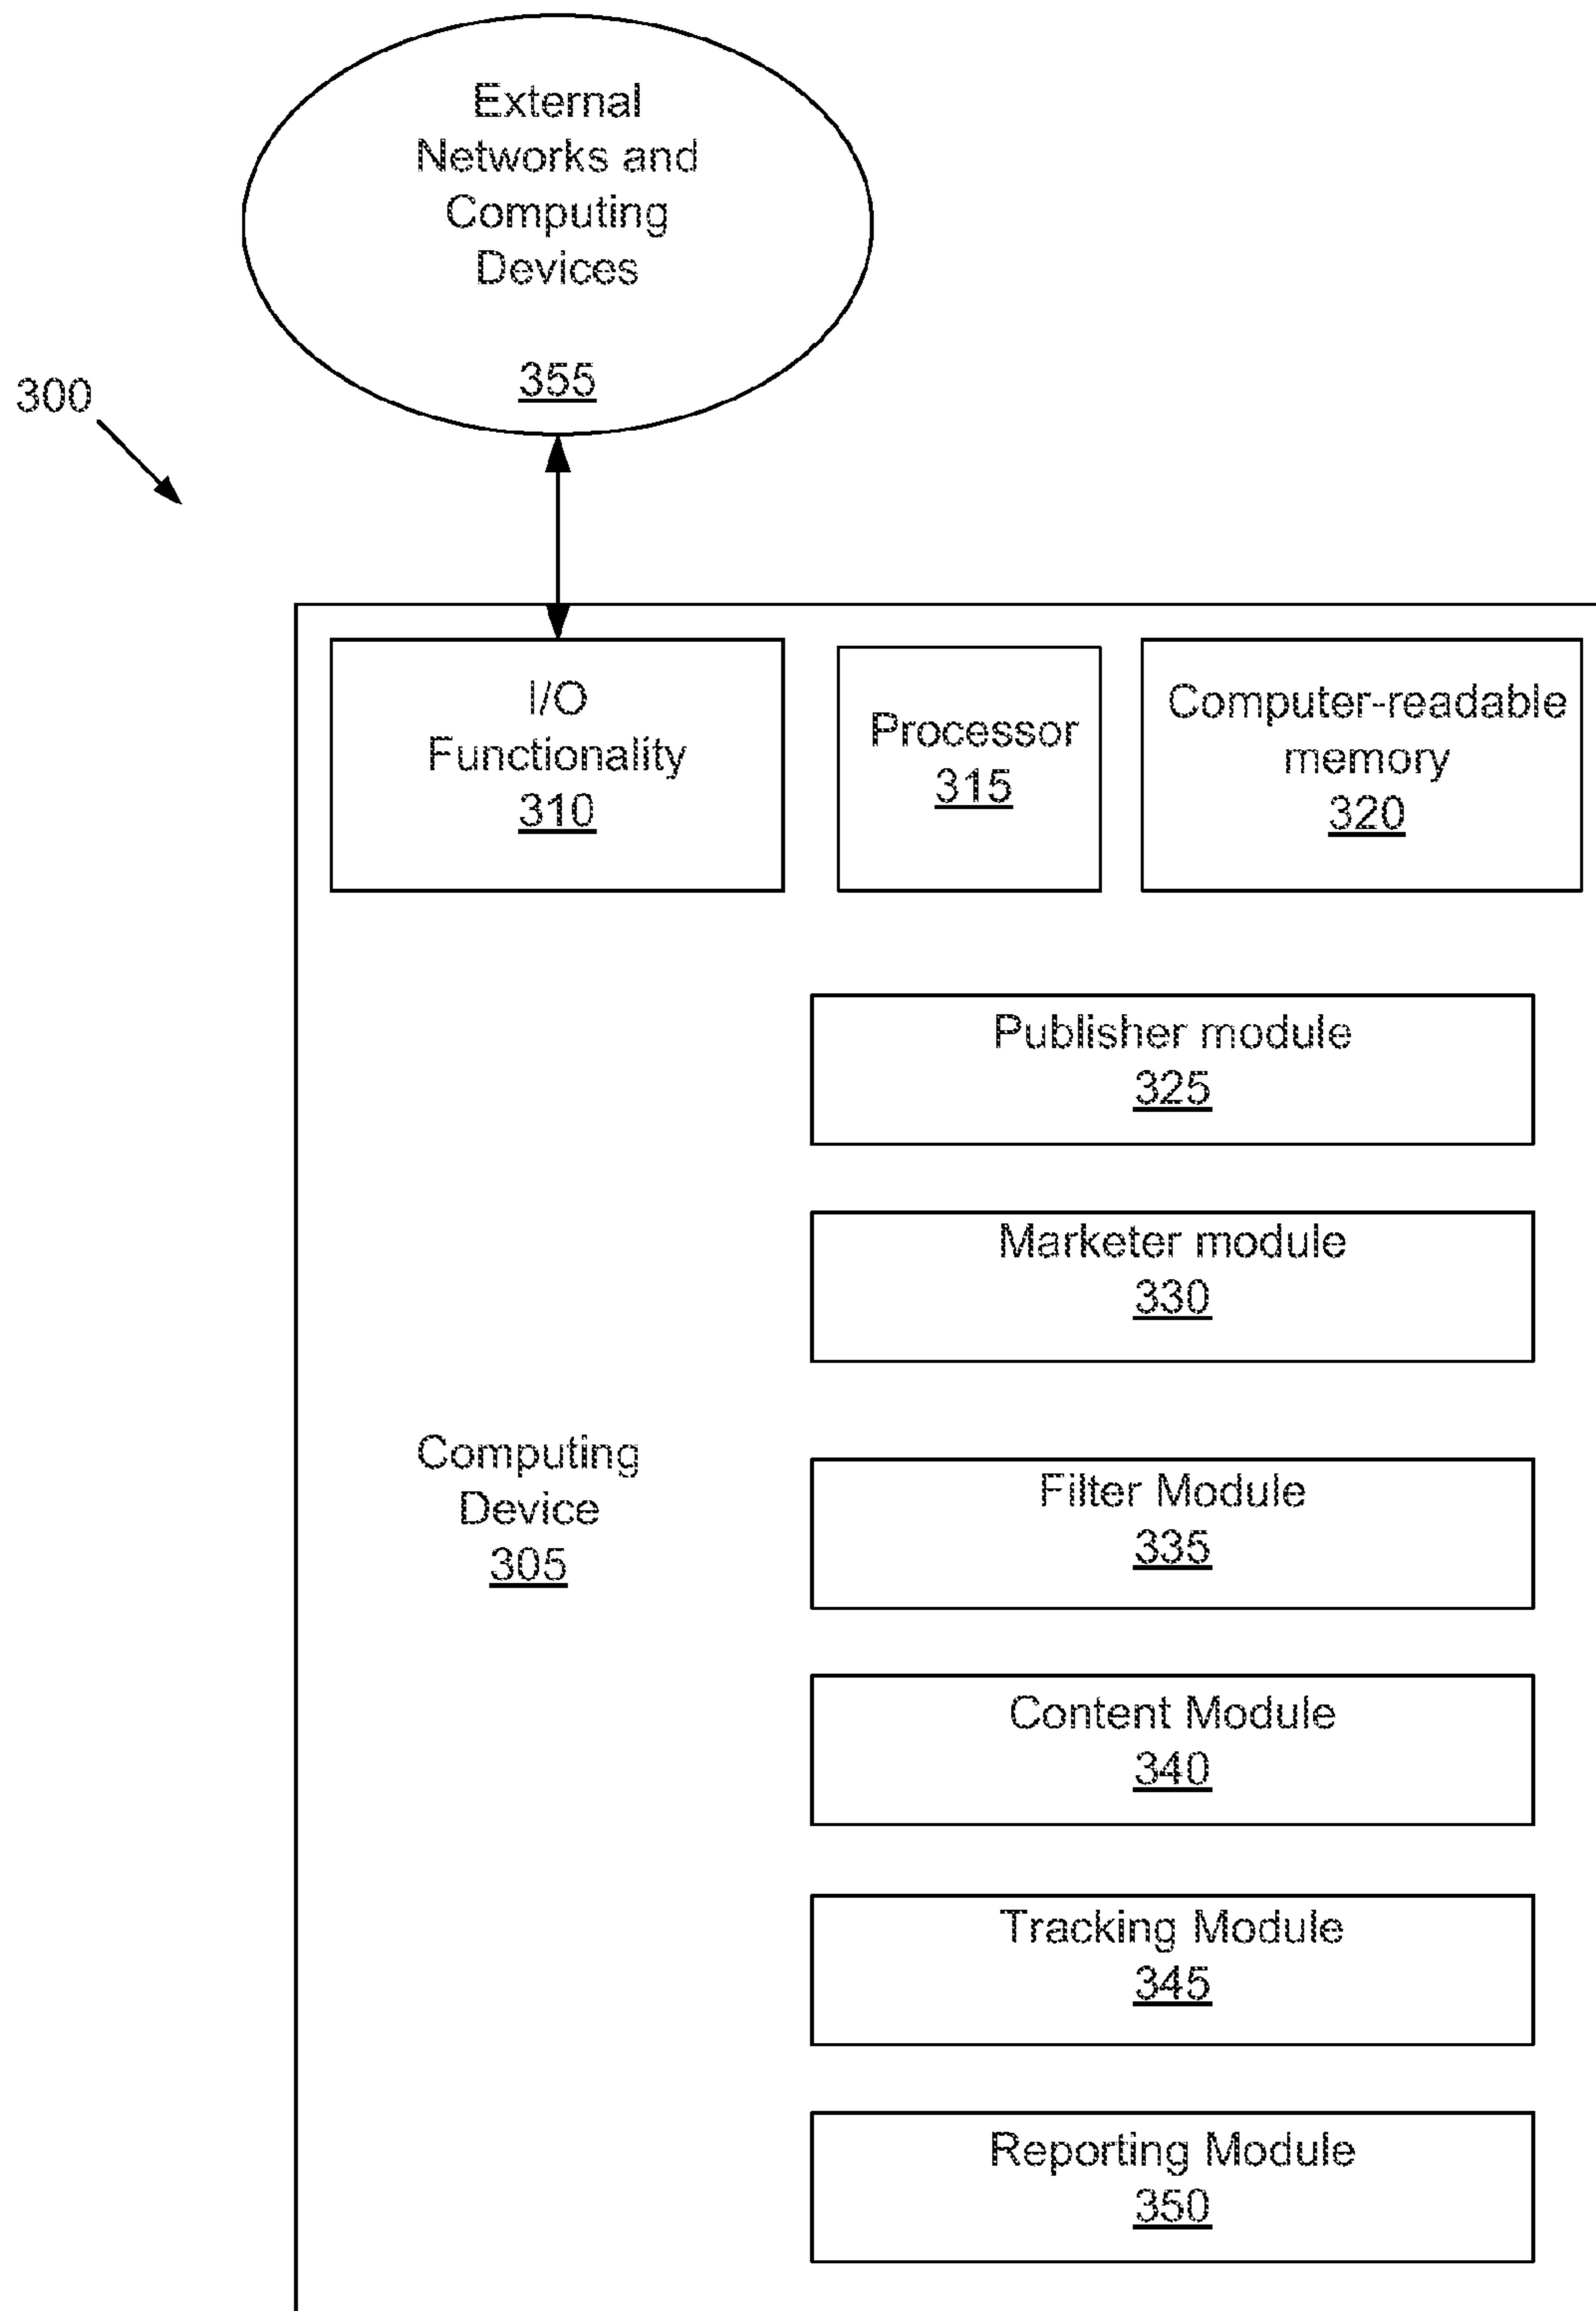 External
Networks and
Computing
Devices
355
300
I/O
Functionality
310
Processor
315
Computer-readable
memory
320
Publisher module
325
Marketer module
330
Computing
Device
305
Filter Module
335
Content Module
340
Tracking Module
345
Reporting Module
350